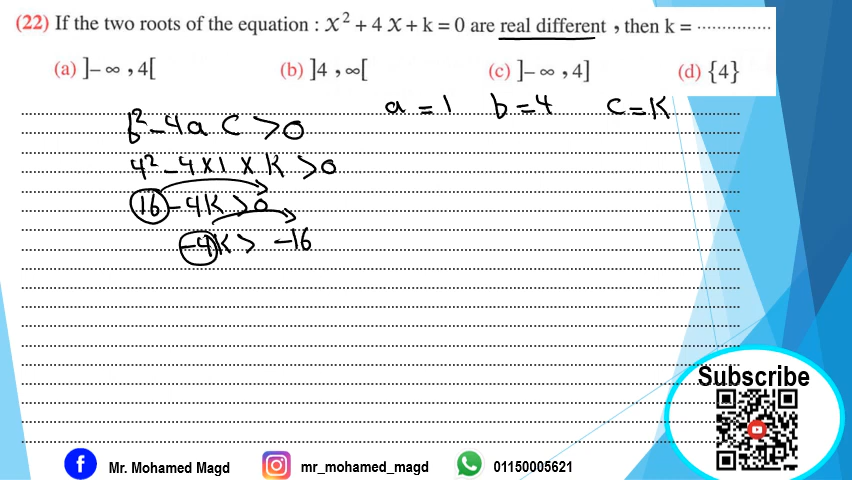 (22) If the two roots of the equation : x² + 4 x + k = 0 are real different , then k = ...............
(a) ]– ∞ , 4[ (b) ]4 , ∞[ (c) ]– ∞ , 4] (d) {4}
a = 1 b = 4 c = K
b² – 4a c > 0
4² – 4 × 1 × K > 0
16 – 4K > 0
–4K > –16
Subscribe
Mr. Mohamed Magd mr_mohamed_magd 01150005621